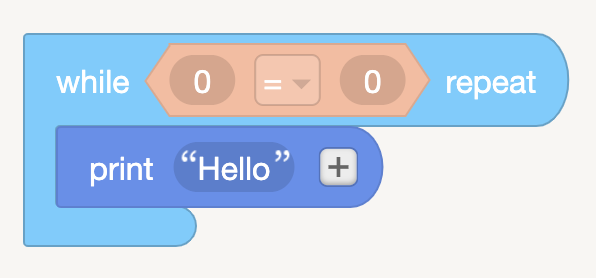 while 0 = 0 repeat
print “Hello” +